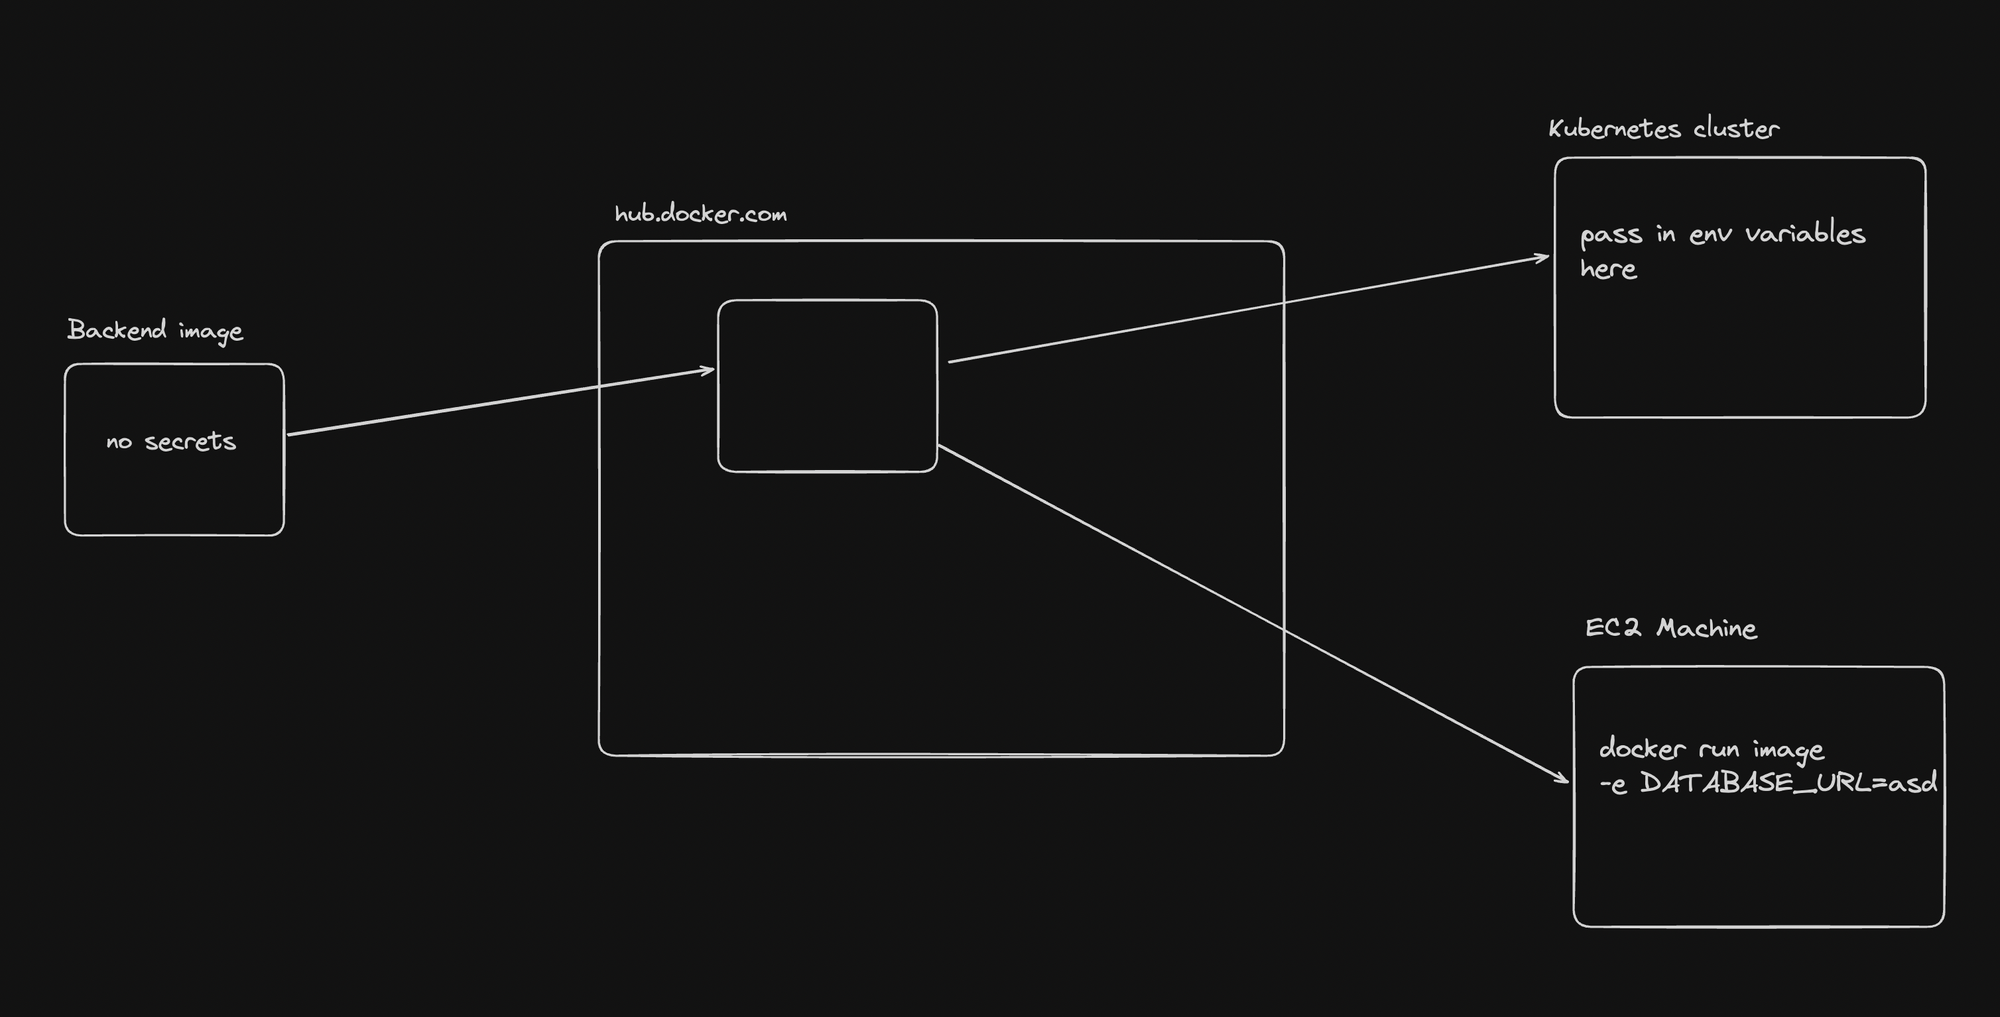 Kubernetes cluster
pass in env variables
here
hub.docker.com
Backend image
no secrets
EC2 Machine
docker run image
-e DATABASE_URL=asd